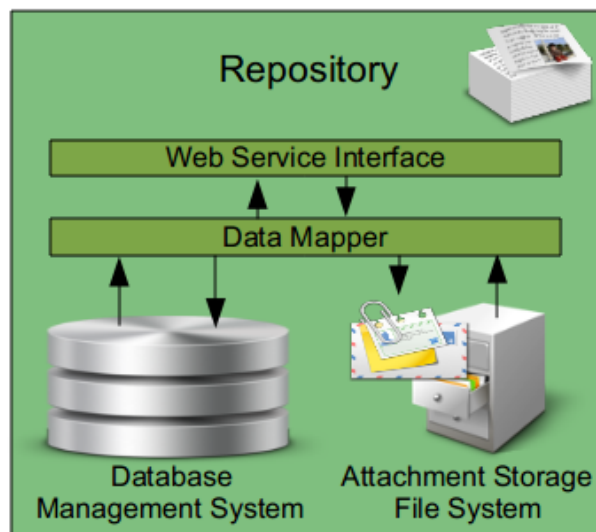 Repository
Web Service Interface
Data Mapper
Database
Management System
Attachment Storage
File System